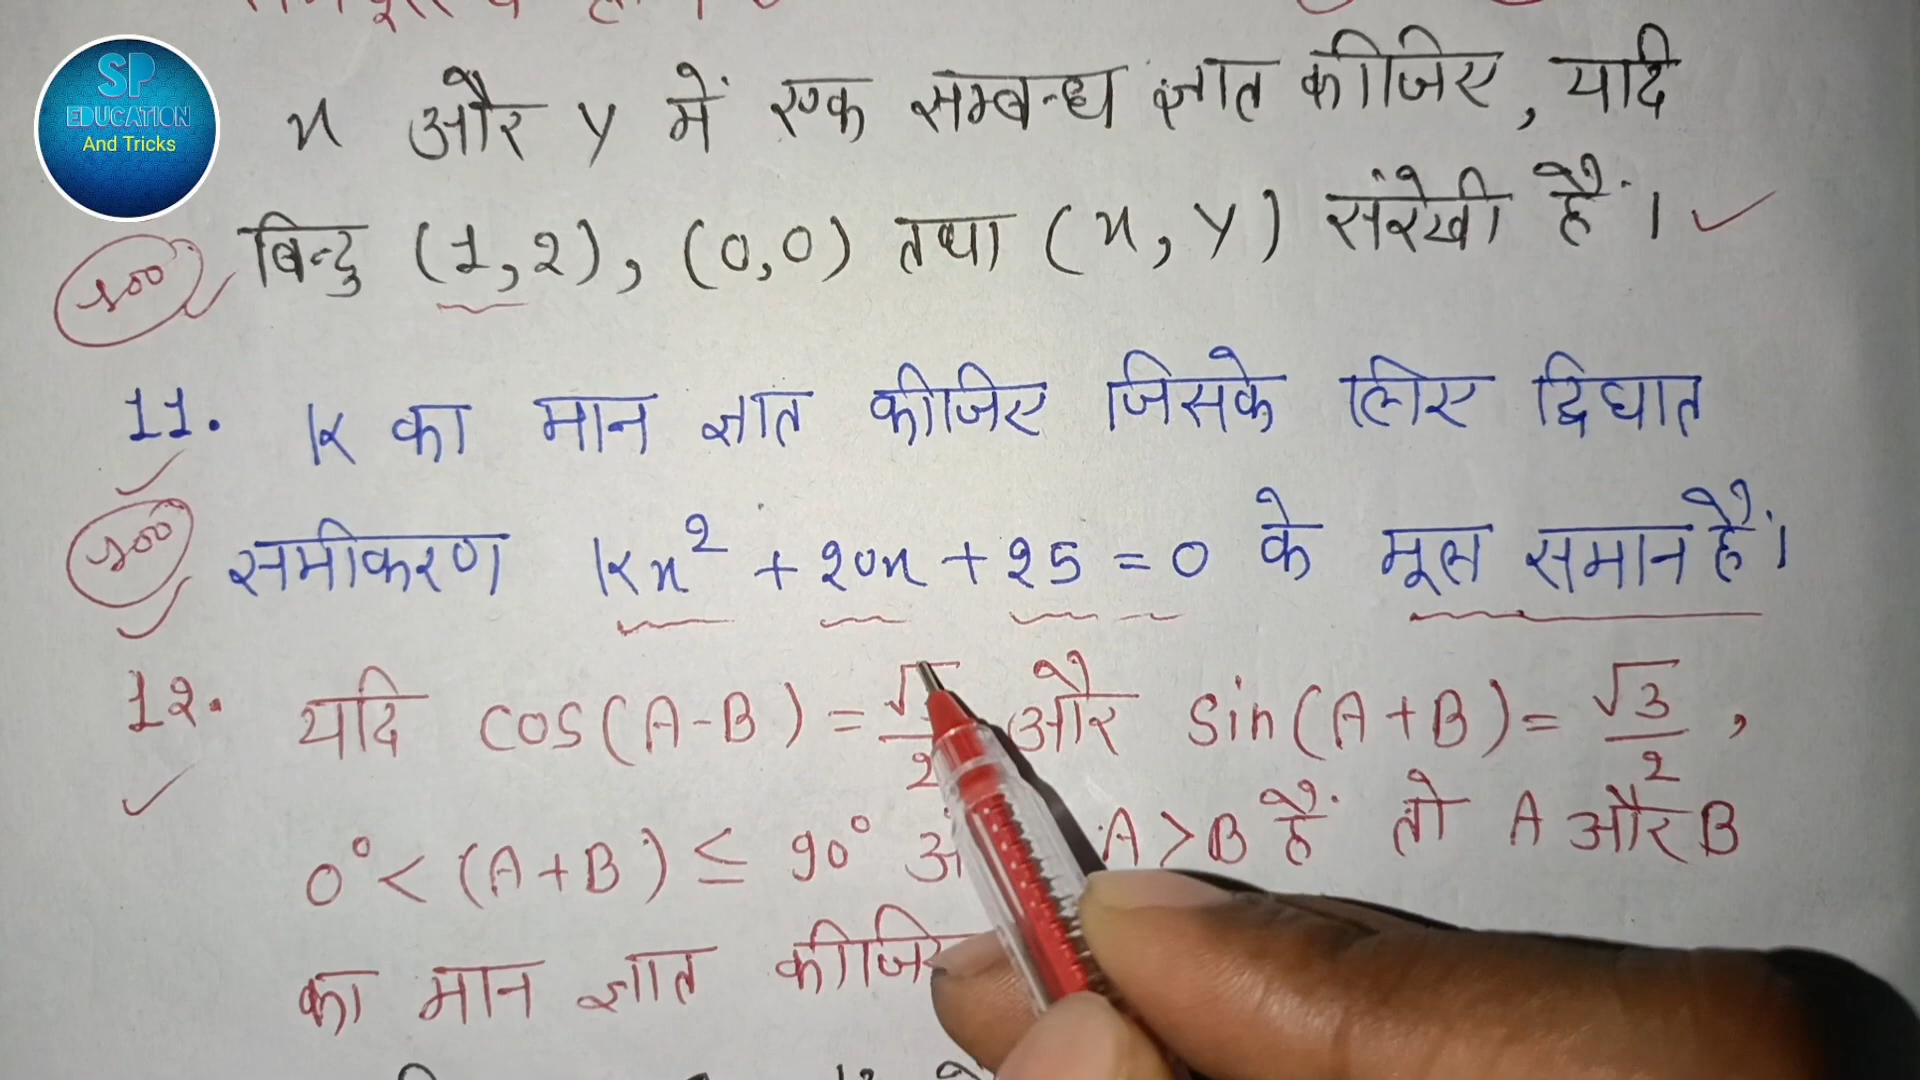 SP
EDUCATION
And Tricks
x और y में एक सम्बन्ध ज्ञात कीजिए, यदि
बिन्दु (1,2), (0,0) तथा (x, y) संरेखी हैं।
11. K का मान ज्ञात कीजिए जिसके लिए द्विघात
समीकरण Kx² + 20x + 25 = 0 के मूल समान हैं।
12. यदि cos(A-B) = √ /2 और sin(A+B) = √3/2,
0° < (A+B) ≤ 90° A>B हैं तो A और B
का मान ज्ञात